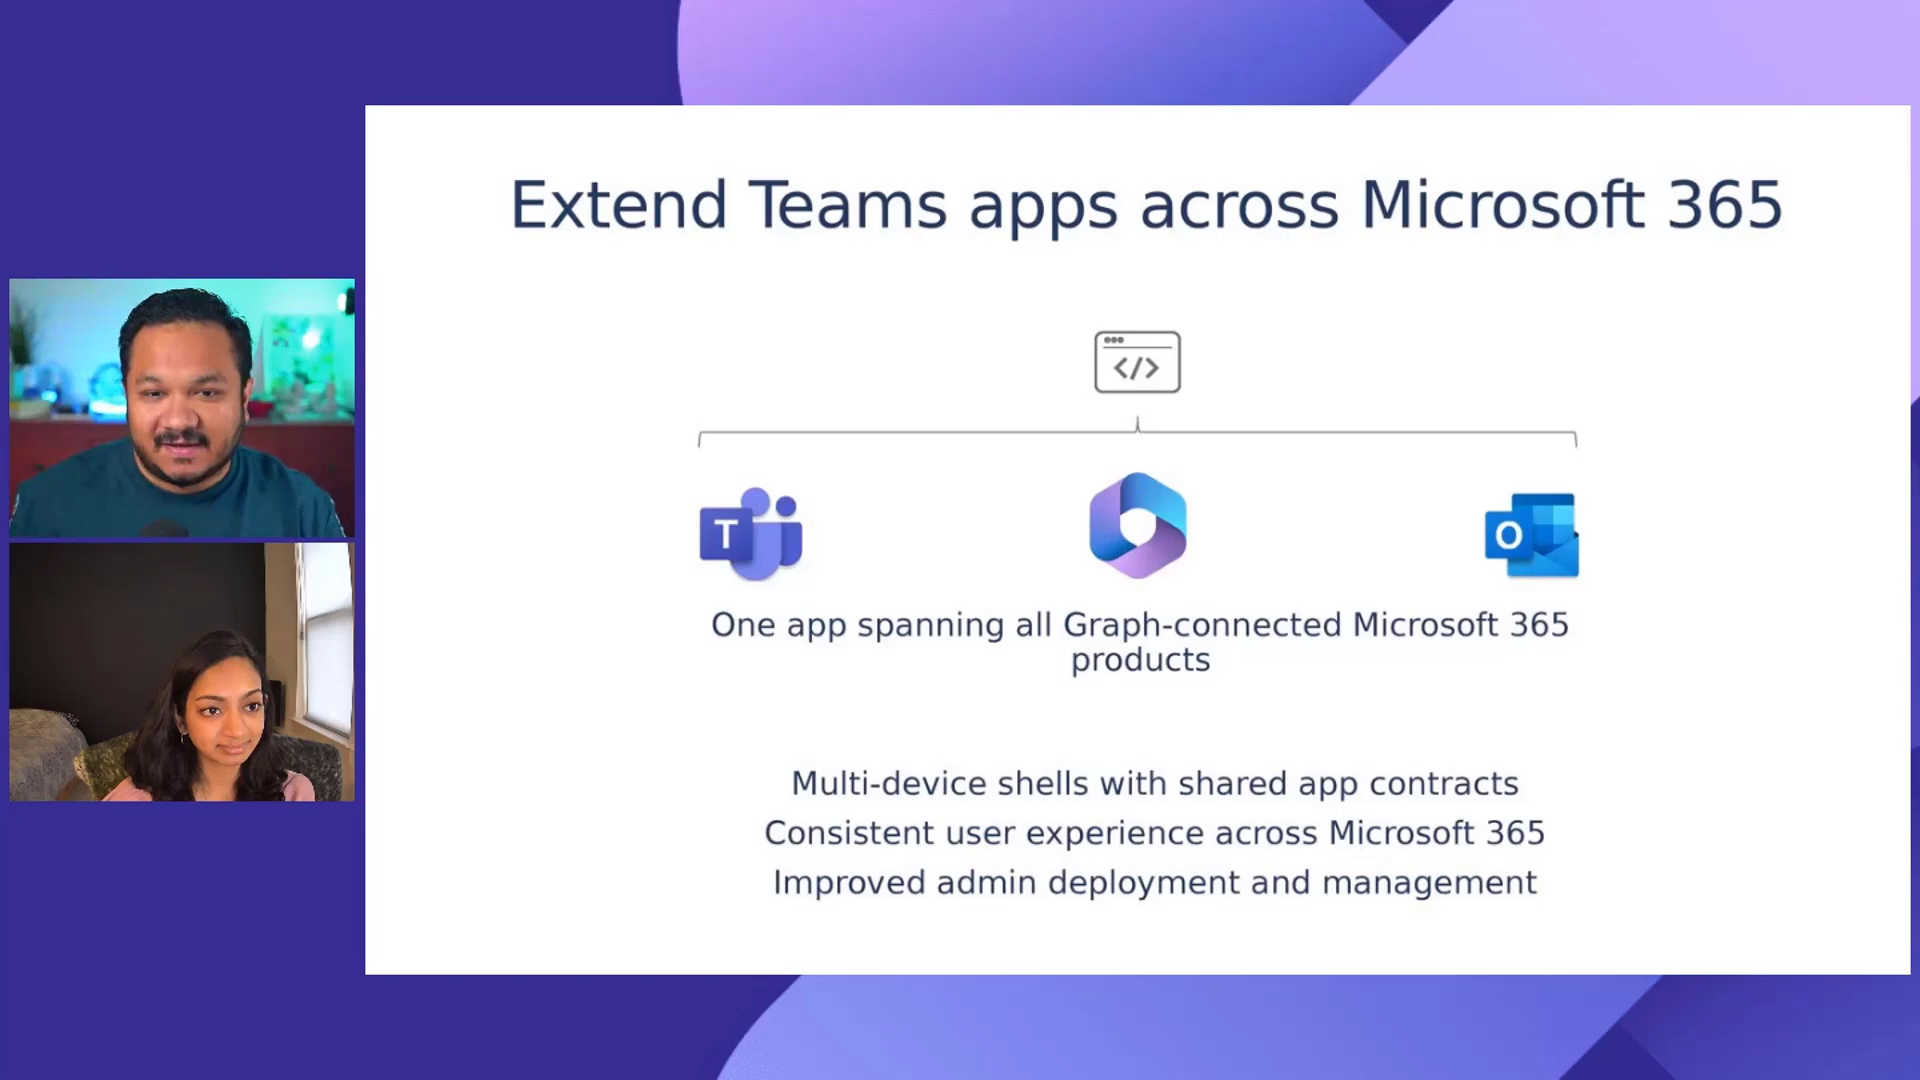 Extend Teams apps across Microsoft 365
</>
T
O
One app spanning all Graph-connected Microsoft 365
products
Multi-device shells with shared app contracts
Consistent user experience across Microsoft 365
Improved admin deployment and management